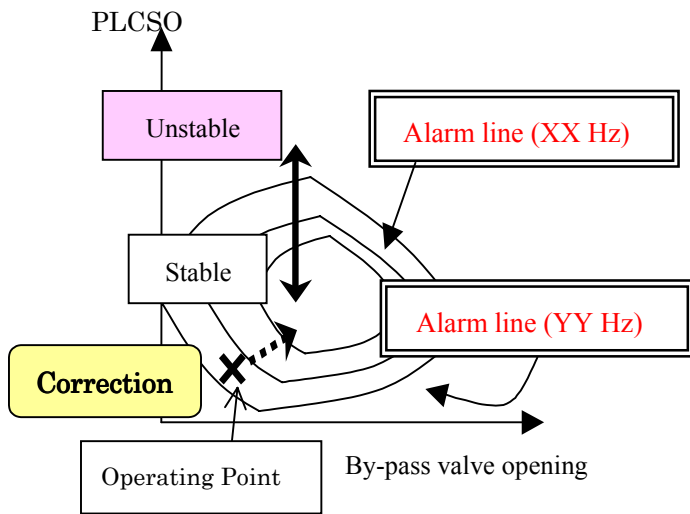 PLCSO
Unstable
Alarm line (XX Hz)
Stable
Alarm line (YY Hz)
Correction
Operating Point
By-pass valve opening